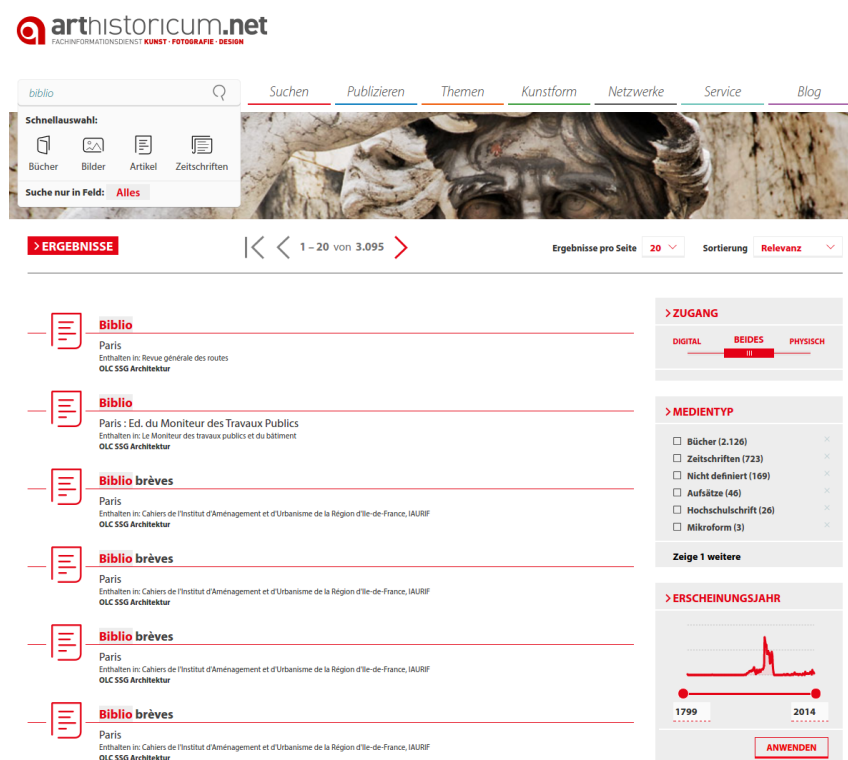 arthistoricum.net
FACHINFORMATIONSDIENST KUNST · FOTOGRAFIE · DESIGN
biblio
Suchen Publizieren Themen Kunstform Netzwerke Service Blog
Schnellauswahl:
Bücher Bilder Artikel Zeitschriften
Suche nur in Feld: Alles
> ERGEBNISSE
1 – 20 von 3.095
Ergebnisse pro Seite 20
Sortierung Relevanz
Biblio
Paris
Enthalten in: Revue générale des routes
OLC SSG Architektur
Biblio
Paris : Ed. du Moniteur des Travaux Publics
Enthalten in: Le Moniteur des travaux publics et du bâtiment
OLC SSG Architektur
Biblio brèves
Paris
Enthalten in: Cahiers de l'Institut d'Aménagement et d'Urbanisme de la Région d'Ile-de-France, IAURIF
OLC SSG Architektur
Biblio brèves
Paris
Enthalten in: Cahiers de l'Institut d'Aménagement et d'Urbanisme de la Région d'Ile-de-France, IAURIF
OLC SSG Architektur
Biblio brèves
Paris
Enthalten in: Cahiers de l'Institut d'Aménagement et d'Urbanisme de la Région d'Ile-de-France, IAURIF
OLC SSG Architektur
Biblio brèves
Paris
Enthalten in: Cahiers de l'Institut d'Aménagement et d'Urbanisme de la Région d'Ile-de-France, IAURIF
OLC SSG Architektur
> ZUGANG
DIGITAL BEIDES PHYSISCH
> MEDIENTYP
Bücher (2.126)
Zeitschriften (723)
Nicht definiert (169)
Aufsätze (46)
Hochschulschrift (26)
Mikroform (3)
Zeige 1 weitere
> ERSCHEINUNGSJAHR
1799 2014
ANWENDEN